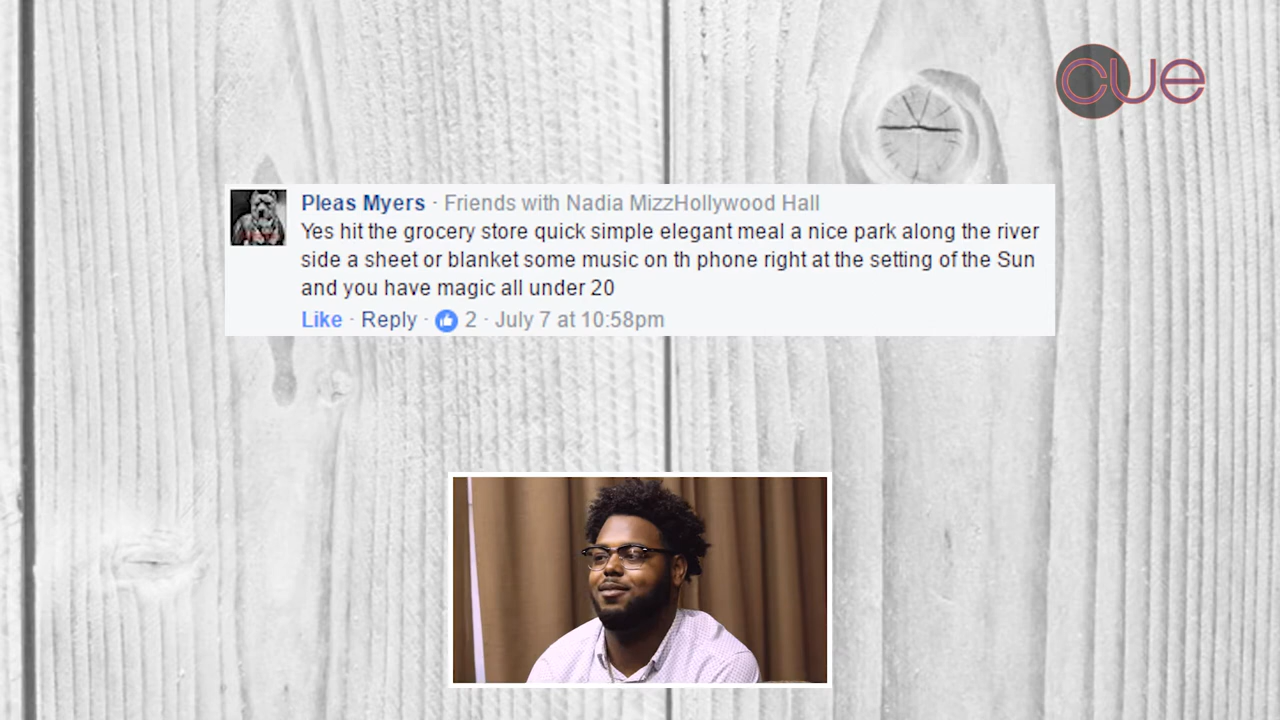 cue
Pleas Myers · Friends with Nadia MizzHollywood Hall
Yes hit the grocery store quick simple elegant meal a nice park along the river
side a sheet or blanket some music on th phone right at the setting of the Sun
and you have magic all under 20
Like · Reply · 2 · July 7 at 10:58pm